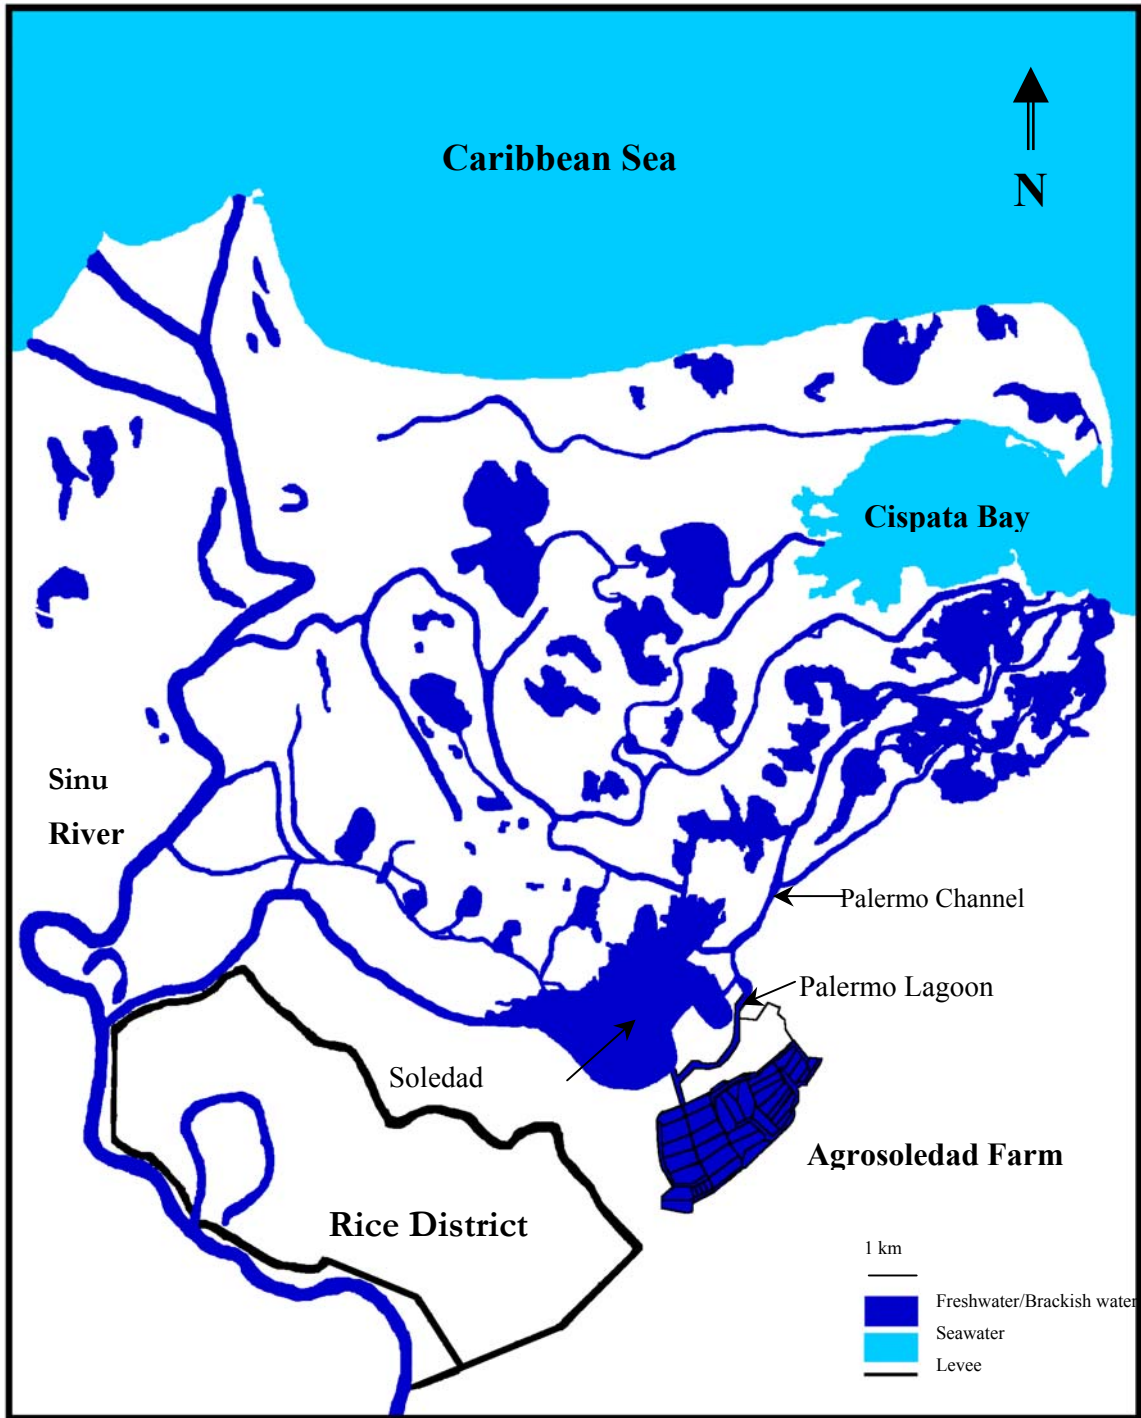 Caribbean Sea
N
Cispata Bay
Sinu
River
Palermo Channel
Palermo Lagoon
Soledad
Agrosoledad Farm
Rice District
1 km
Freshwater/Brackish water
Seawater
Levee